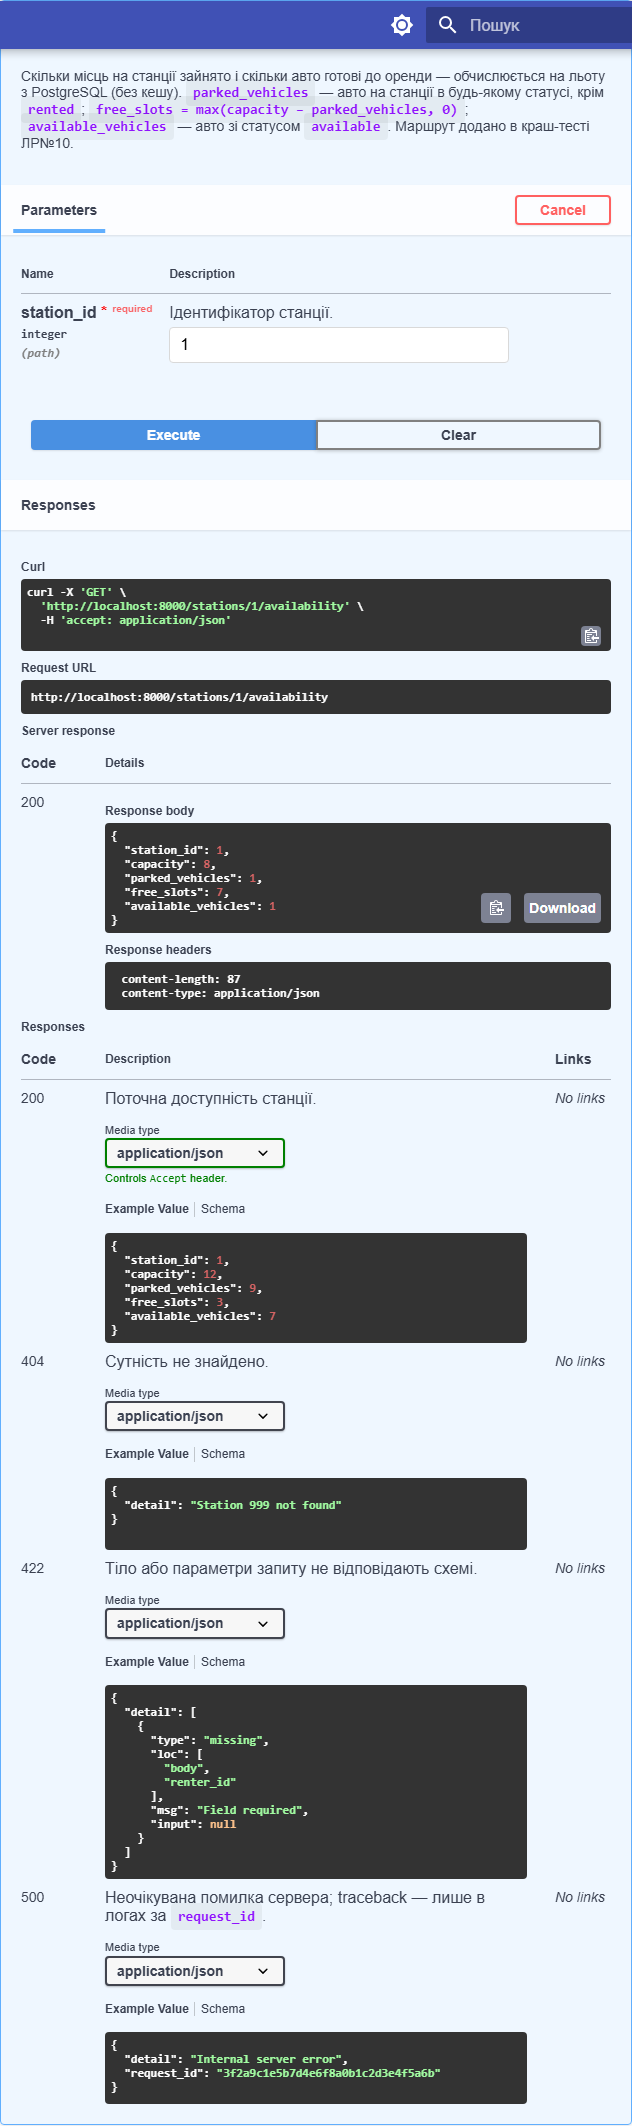 Пошук
Скільки місць на станції зайнято і скільки авто готові до оренди — обчислюється на льоту
з PostgreSQL (без кешу). parked_vehicles — авто на станції в будь-якому статусі, крім
rented; free_slots = max(capacity − parked_vehicles, 0);
available_vehicles — авто зі статусом available. Маршрут додано в краш-тесті
ЛР№10.
Parameters
Cancel
Name Description
station_id * required Ідентифікатор станції.
integer
(path)
1
Execute Clear
Responses
Curl
curl -X 'GET' \
'http://localhost:8000/stations/1/availability' \
-H 'accept: application/json'
Request URL
http://localhost:8000/stations/1/availability
Server response
Code Details
200
Response body
{
"station_id": 1,
"capacity": 8,
"parked_vehicles": 1,
"free_slots": 7,
"available_vehicles": 1
}
Download
Response headers
content-length: 87
content-type: application/json
Responses
Code Description Links
200 Поточна доступність станції. No links
Media type
application/json
Controls Accept header.
Example Value Schema
{
"station_id": 1,
"capacity": 12,
"parked_vehicles": 9,
"free_slots": 3,
"available_vehicles": 7
}
404 Сутність не знайдено. No links
Media type
application/json
Example Value Schema
{
"detail": "Station 999 not found"
}
422 Тіло або параметри запиту не відповідають схемі. No links
Media type
application/json
Example Value Schema
{
"detail": [
{
"type": "missing",
"loc": [
"body",
"renter_id"
],
"msg": "Field required",
"input": null
}
]
}
500 Неочікувана помилка сервера; traceback — лише в No links
логах за request_id.
Media type
application/json
Example Value Schema
{
"detail": "Internal server error",
"request_id": "3f2a9c1e5b7d4e6f8a0b1c2d3e4f5a6b"
}